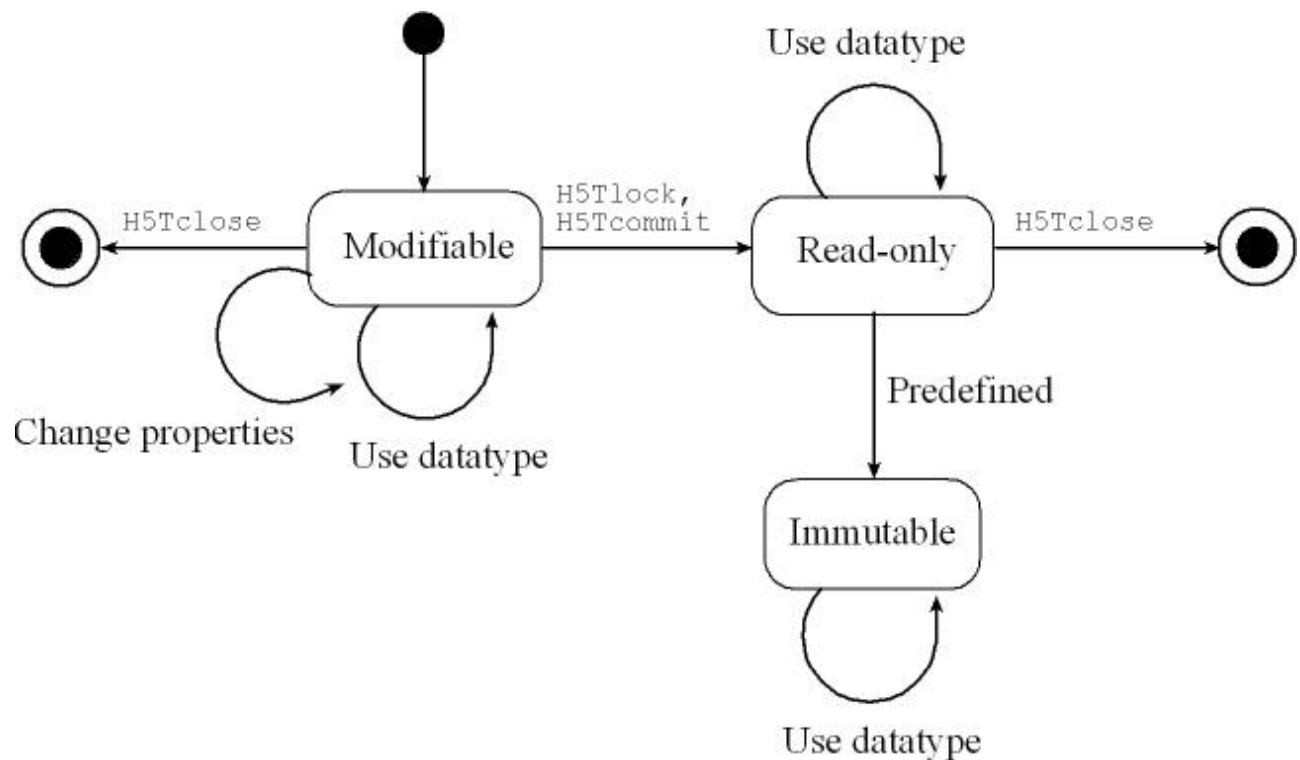 Use datatype
H5Tlock,
H5Tcommit
H5Tclose
Modifiable
Read-only
H5Tclose
Predefined
Change properties
Use datatype
Immutable
Use datatype